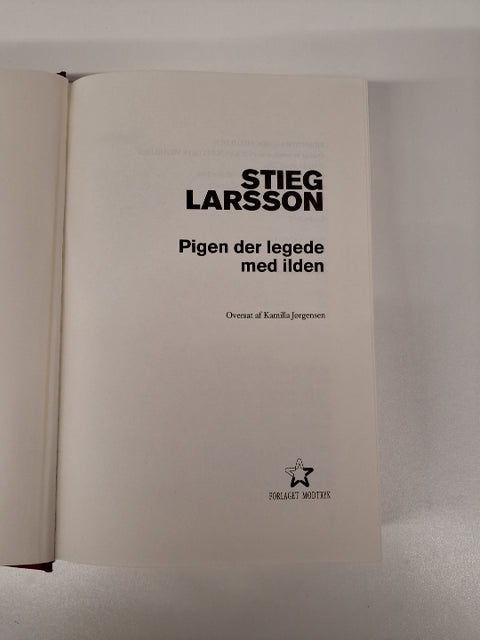 STIEG
LARSSON
Pigen der legede
med ilden
Oversat af Kamilla Jørgensen
FORLAGET MODTRYK